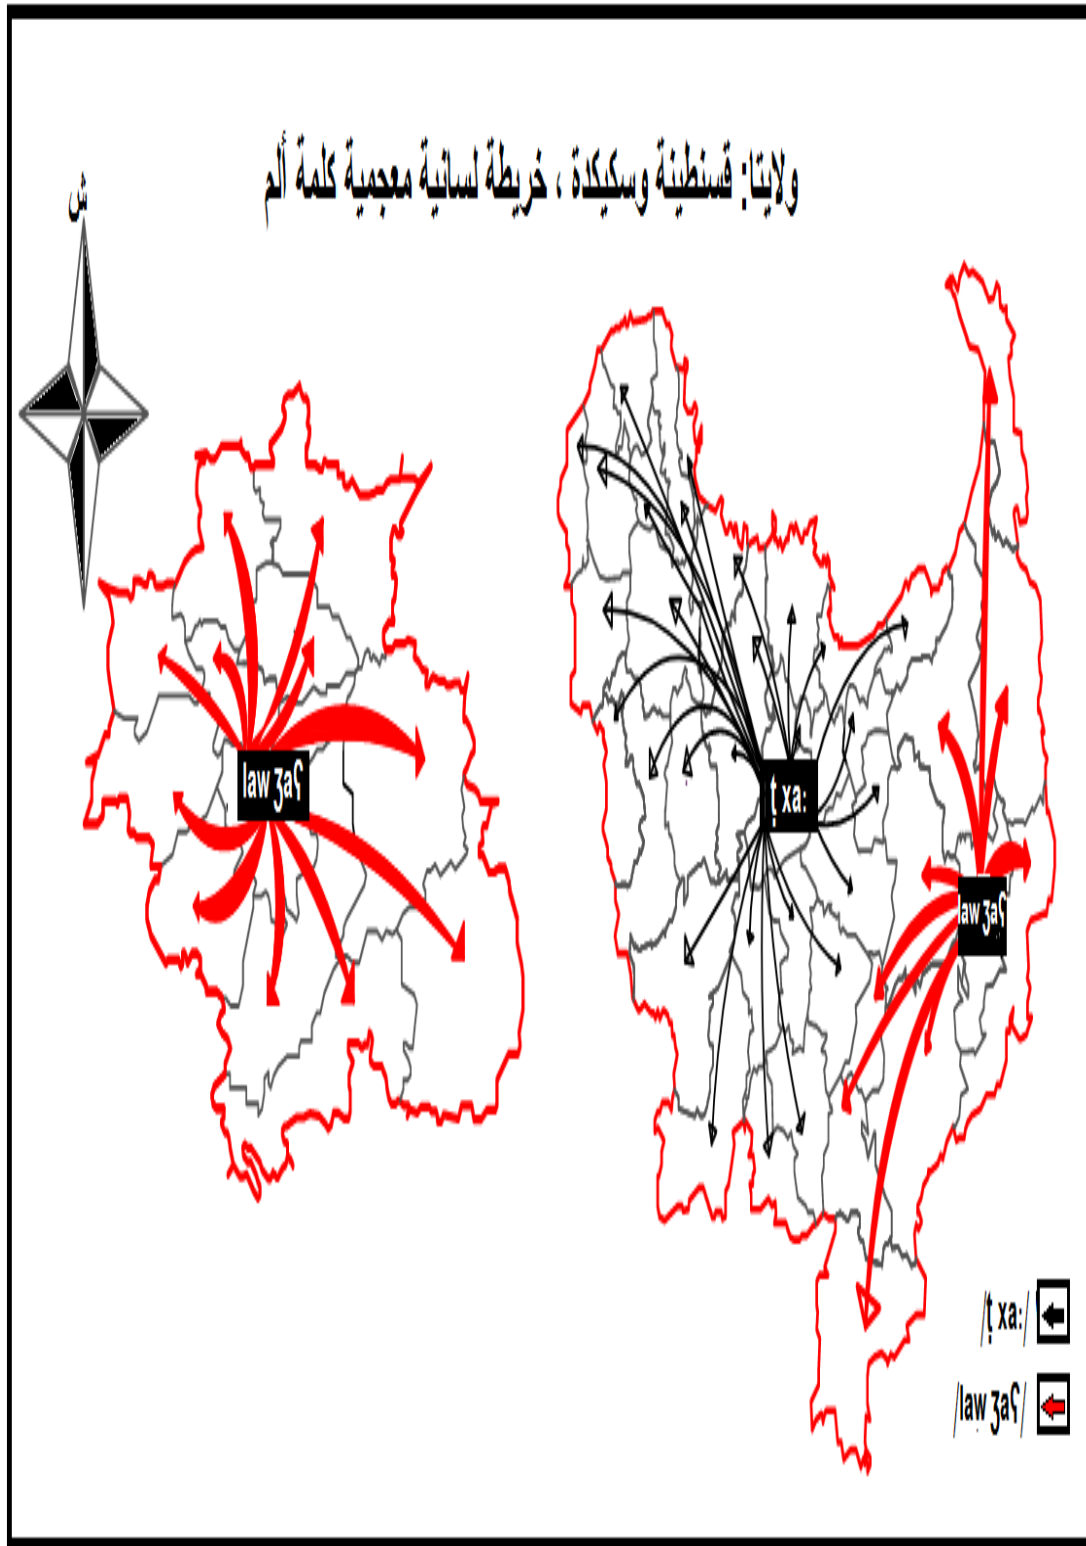 ولايتا: قسنطينة وسكيكدة ، خريطة لسانية معجمية كلمة ألم
ش
law ʒaʕ
ṭ xa:
law ʒaʕ
/ṭ xa:/
/law ʒaʕ/